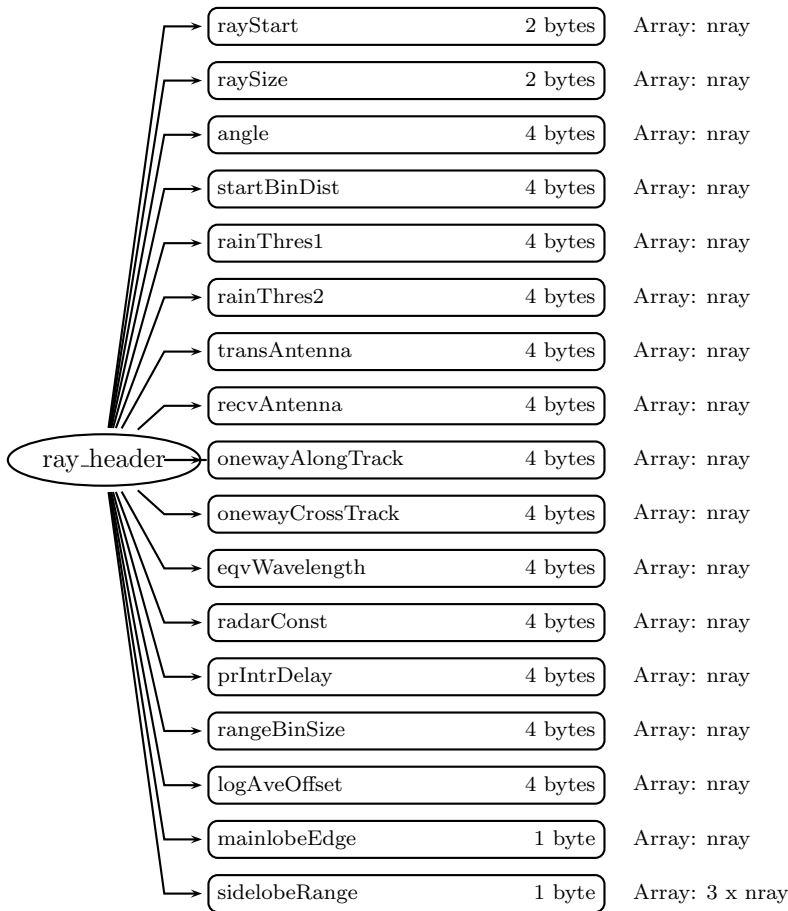 rayStart 2 bytes Array: nray
raySize 2 bytes Array: nray
angle 4 bytes Array: nray
startBinDist 4 bytes Array: nray
rainThres1 4 bytes Array: nray
rainThres2 4 bytes Array: nray
transAntenna 4 bytes Array: nray
recvAntenna 4 bytes Array: nray
ray_header onewayAlongTrack 4 bytes Array: nray
onewayCrossTrack 4 bytes Array: nray
eqvWavelength 4 bytes Array: nray
radarConst 4 bytes Array: nray
prIntrDelay 4 bytes Array: nray
rangeBinSize 4 bytes Array: nray
logAveOffset 4 bytes Array: nray
mainlobeEdge 1 byte Array: nray
sidelobeRange 1 byte Array: 3 x nray